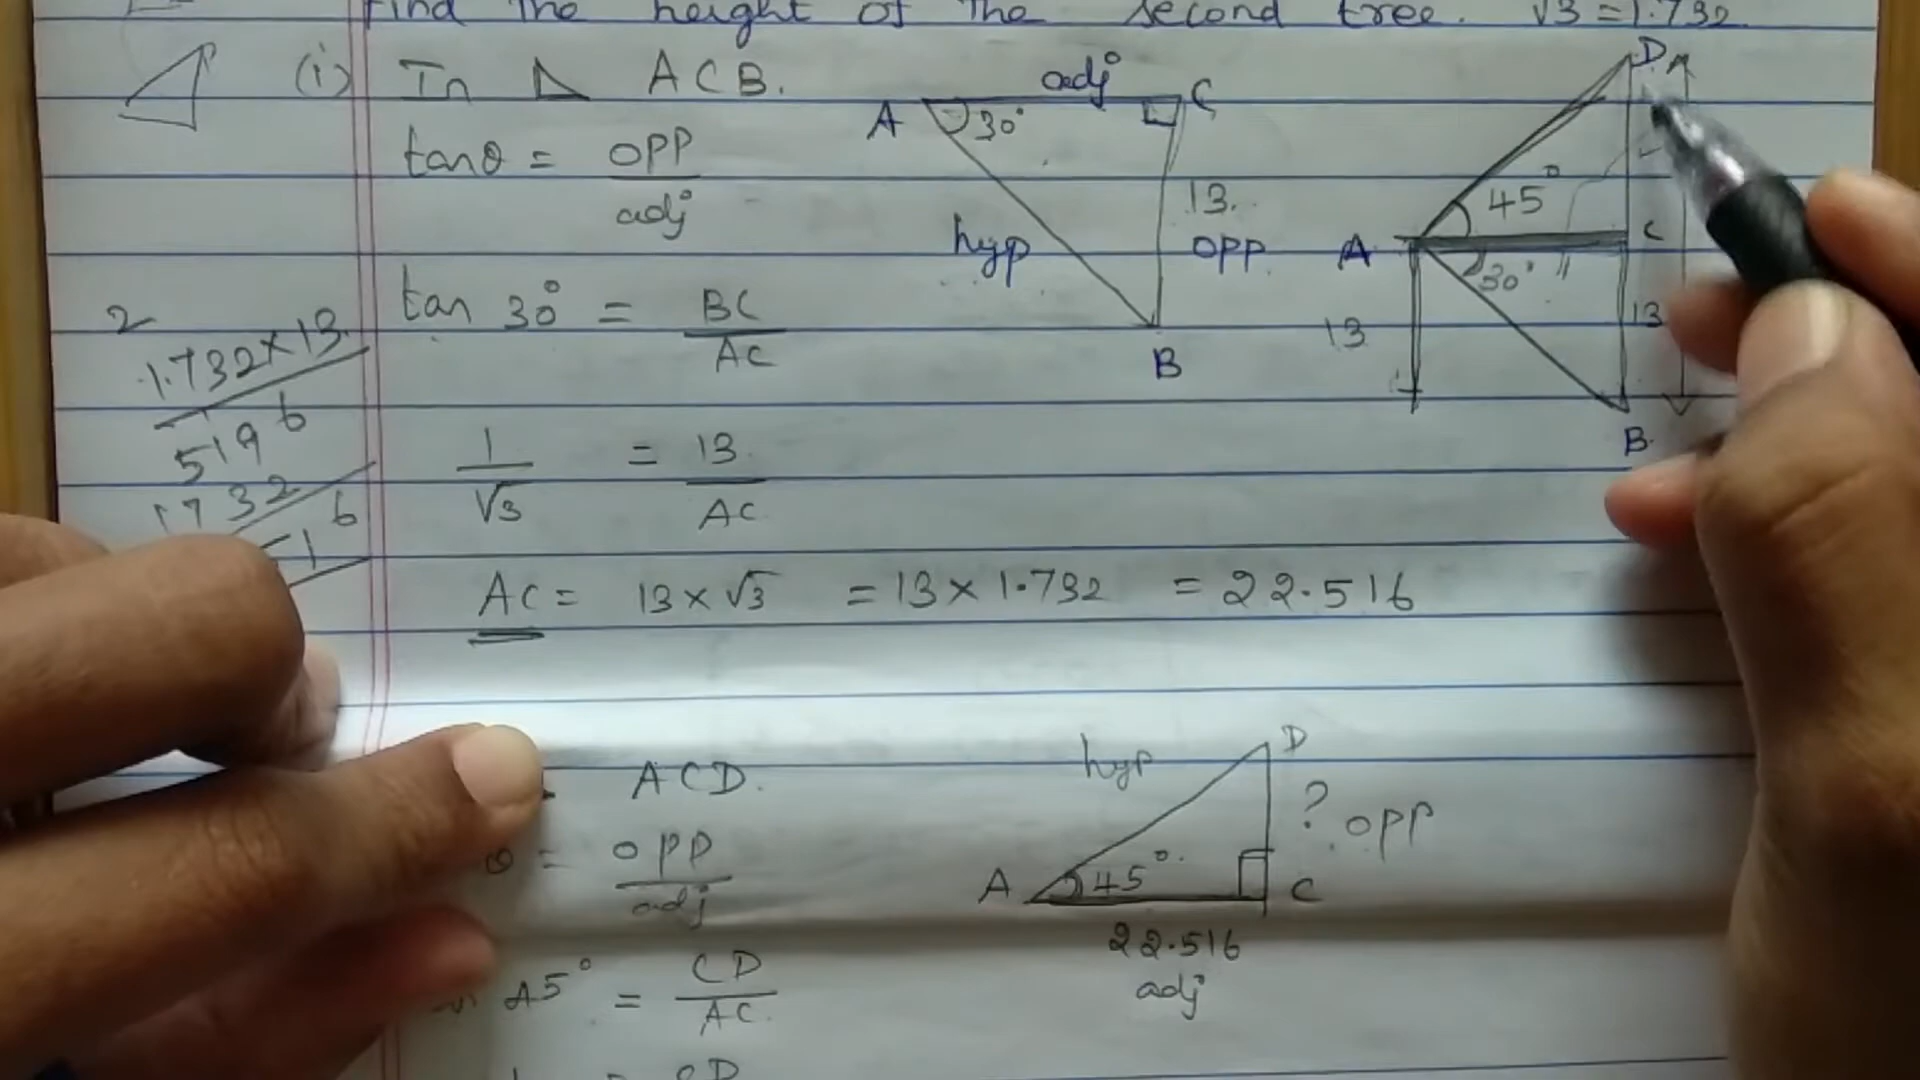 Find the height of the second tree. √3 = 1.732
(i) In ◺ ACB.
tanθ = opp / adj
tan 30° = BC / AC
1 / √3 = 13 / AC
AC = 13 × √3 = 13 × 1.732 = 22.516
2
1.732 × 13
5196
1732
16
adj
A 30° C
13.
hyp opp
B
D
45°
A C
30°
13 13
B
ACD.
θ = opp / adj
45° = CD / AC
= CD
hyp D
? opp
A 45° C
22.516
adj